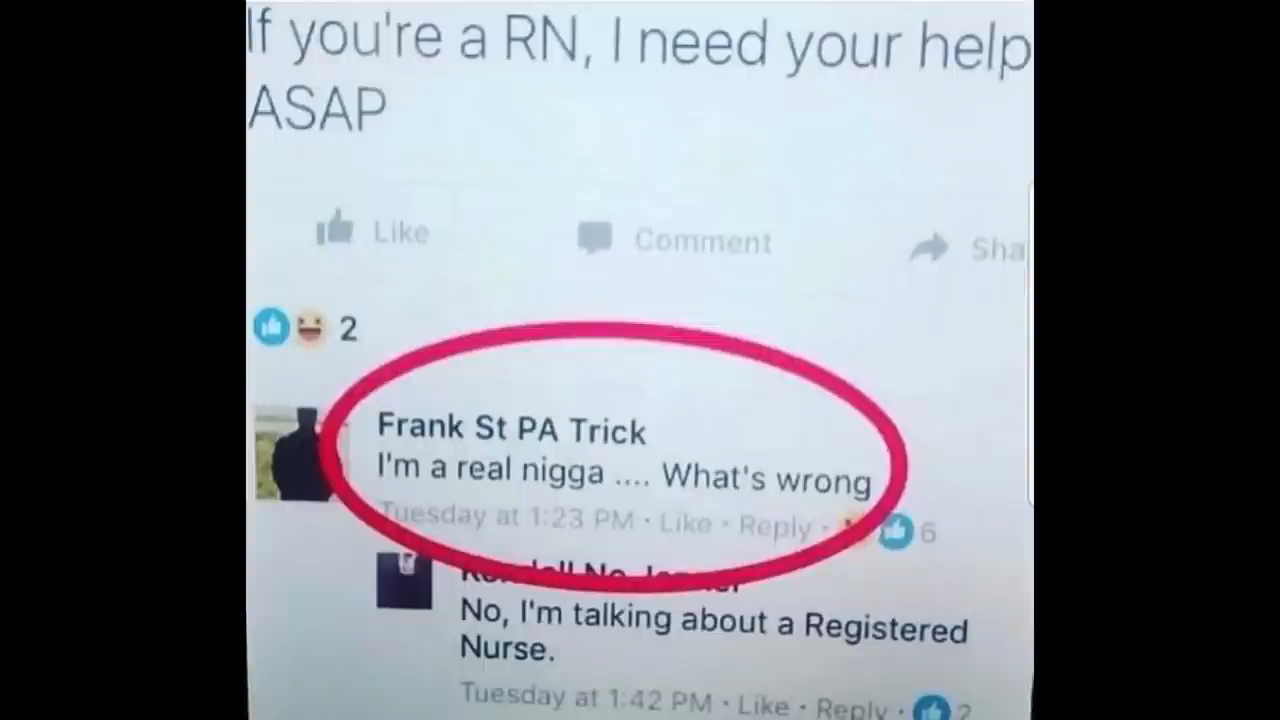 If you're a RN, I need your help
ASAP
Like
Comment
Sha
2
Frank St PA Trick
I'm a real nigga .... What's wrong
Tuesday at 1:23 PM · Like · Reply ·
6
No, I'm talking about a Registered
Nurse.
Tuesday at 1:42 PM · Like · Reply ·
2